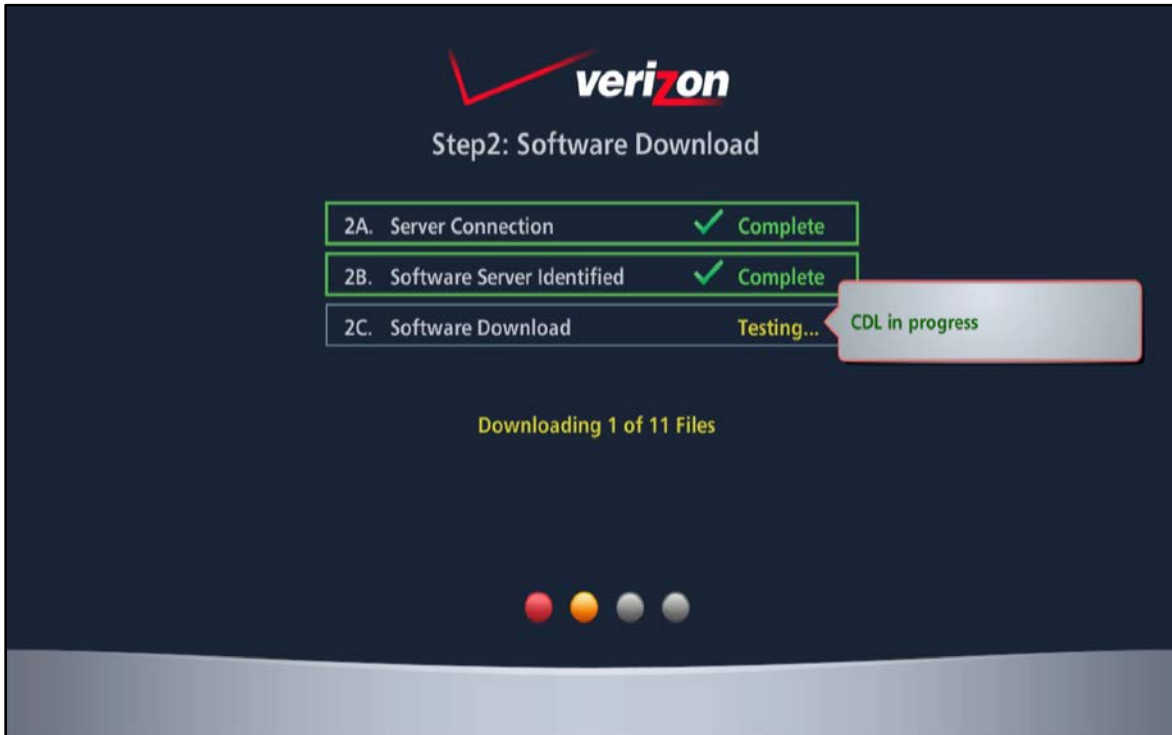 verizon
Step2: Software Download
2A. Server Connection Complete
2B. Software Server Identified Complete
2C. Software Download Testing...
CDL in progress
Downloading 1 of 11 Files